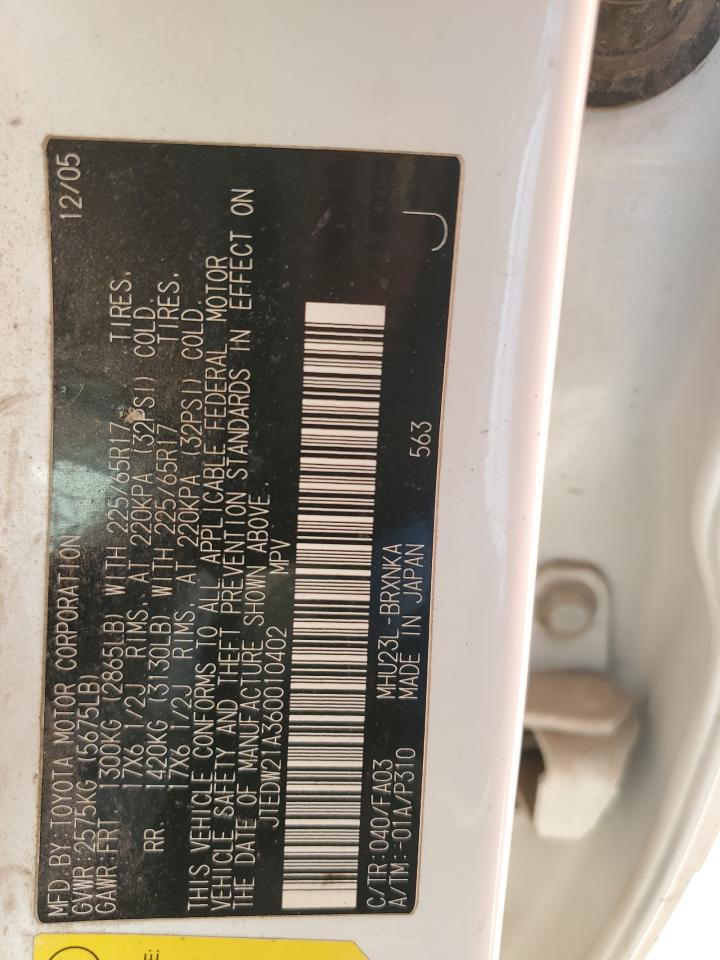 MFD.BY:TOYOTA MOTOR CORPORATION 12/05
GVWR:2575KG (5675LB)
GAWR:FRT 1300KG (2865LB) WITH 225/65R17 TIRES,
17X6 1/2J RIMS, AT 220KPA (32PSI) COLD.
RR. 1420KG (3130LB) WITH 225/65R17 TIRES,
17X6 1/2J RIMS, AT 220KPA (32PSI) COLD.
THIS VEHICLE CONFORMS TO ALL APPLICABLE FEDERAL MOTOR
VEHICLE SAFETY AND THEFT PREVENTION STANDARDS IN EFFECT ON
THE DATE OF MANUFACTURE SHOWN ABOVE.
JTEDW21A360010402 MPV
C/TR:040/FA03 MHU23L-BRXNKA
A/TM:-01A/P310 MADE IN JAPAN 563
J